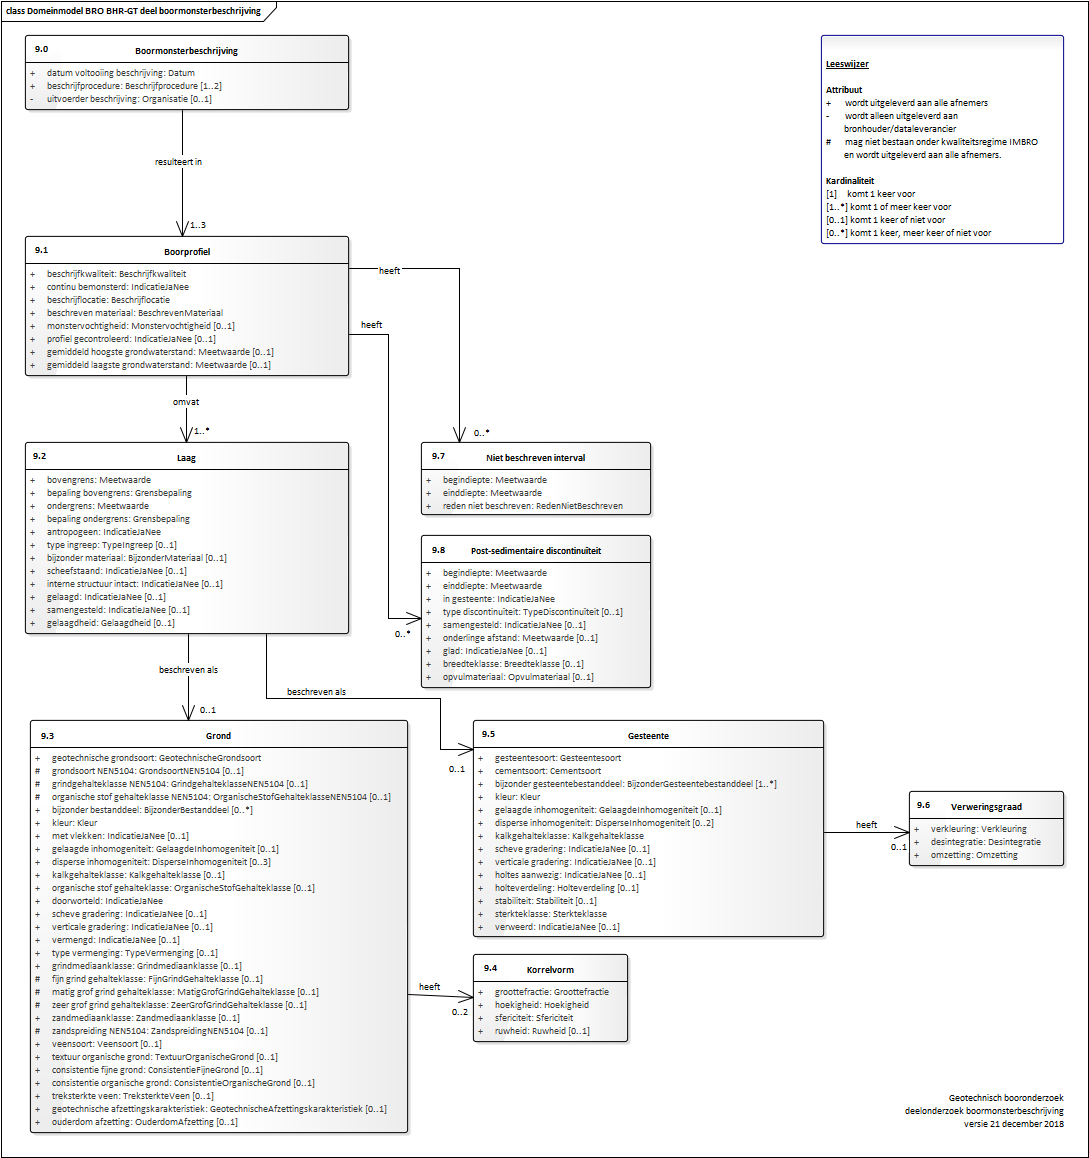 class Domeinmodel BRO BHR-GT deel boormonsterbeschrijving
9.0 Boormonsterbeschrijving
+ datum voltooiing beschrijving: Datum
+ beschrijfprocedure: Beschrijfprocedure [1..2]
- uitvoerder beschrijving: Organisatie [0..1]
Leeswijzer
Attribuut
+ wordt uitgeleverd aan alle afnemers
- wordt alleen uitgeleverd aan
bronhouder/dataleverancier
# mag niet bestaan onder kwaliteitsregime IMBRO
en wordt uitgeleverd aan alle afnemers.
Kardinaliteit
[1] komt 1 keer voor
[1..*] komt 1 of meer keer voor
[0..1] komt 1 keer of niet voor
[0..*] komt 1 keer, meer keer of niet voor
resulteert in
1..3
9.1 Boorprofiel
+ beschrijfkwaliteit: Beschrijfkwaliteit
+ continu bemonsterd: IndicatieJaNee
+ beschrijflocatie: Beschrijflocatie
+ beschreven materiaal: BeschrevenMateriaal
+ monstervochtigheid: Monstervochtigheid [0..1]
+ profiel gecontroleerd: IndicatieJaNee [0..1]
+ gemiddeld hoogste grondwaterstand: Meetwaarde [0..1]
+ gemiddeld laagste grondwaterstand: Meetwaarde [0..1]
heeft
heeft
omvat
1..*
0..*
9.2 Laag
+ bovengrens: Meetwaarde
+ bepaling bovengrens: Grensbepaling
+ ondergrens: Meetwaarde
+ bepaling ondergrens: Grensbepaling
+ antropogeen: IndicatieJaNee
+ type ingreep: TypeIngreep [0..1]
+ bijzonder materiaal: BijzonderMateriaal [0..1]
+ scheefstaand: IndicatieJaNee [0..1]
+ interne structuur intact: IndicatieJaNee [0..1]
+ gelaagd: IndicatieJaNee [0..1]
+ samengesteld: IndicatieJaNee [0..1]
+ gelaagdheid: Gelaagdheid [0..1]
9.7 Niet beschreven interval
+ begindiepte: Meetwaarde
+ einddiepte: Meetwaarde
+ reden niet beschreven: RedenNietBeschreven
9.8 Post-sedimentaire discontinuiteit
+ begindiepte: Meetwaarde
+ einddiepte: Meetwaarde
+ in gesteente: IndicatieJaNee
+ type discontinuiteit: TypeDiscontinuiteit [0..1]
+ samengesteld: IndicatieJaNee [0..1]
+ onderlinge afstand: Meetwaarde [0..1]
+ glad: IndicatieJaNee [0..1]
+ breedteklasse: Breedteklasse [0..1]
+ opvulmateriaal: Opvulmateriaal [0..1]
0..*
beschreven als
0..1
beschreven als
0..1
9.3 Grond
+ geotechnische grondsoort: GeotechnischeGrondsoort
# grondsoort NEN5104: GrondsoortNEN5104 [0..1]
# grindgehalteklasse NEN5104: GrindgehalteklasseNEN5104 [0..1]
# organische stof gehalteklasse NEN5104: OrganischeStofGehalteklasseNEN5104 [0..1]
+ bijzonder bestanddeel: BijzonderBestanddeel [0..*]
+ kleur: Kleur
+ met vlekken: IndicatieJaNee [0..1]
+ gelaagde inhomogeniteit: GelaagdeInhomogeniteit [0..1]
+ disperse inhomogeniteit: DisperseInhomogeniteit [0..3]
+ kalkgehalteklasse: Kalkgehalteklasse [0..1]
+ organische stof gehalteklasse: OrganischeStofGehalteklasse [0..1]
+ doorworteld: IndicatieJaNee
+ scheve gradering: IndicatieJaNee [0..1]
+ verticale gradering: IndicatieJaNee [0..1]
+ vermengd: IndicatieJaNee [0..1]
+ type vermenging: TypeVermenging [0..1]
+ grindmediaanklasse: Grindmediaanklasse [0..1]
# fijn grind gehalteklasse: FijnGrindGehalteklasse [0..1]
# matig grof grind gehalteklasse: MatigGrofGrindGehalteklasse [0..1]
# zeer grof grind gehalteklasse: ZeerGrofGrindGehalteklasse [0..1]
+ zandmediaanklasse: Zandmediaanklasse [0..1]
# zandspreiding NEN5104: ZandspreidingNEN5104 [0..1]
+ veensoort: Veensoort [0..1]
+ textuur organische grond: TextuurOrganischeGrond [0..1]
+ consistentie fijne grond: ConsistentieFijneGrond [0..1]
+ consistentie organische grond: ConsistentieOrganischeGrond [0..1]
+ treksterkte veen: TreksterkteVeen [0..1]
+ geotechnische afzettingskarakteristiek: GeotechnischeAfzettingskarakteristiek [0..1]
+ ouderdom afzetting: OuderdomAfzetting [0..1]
9.5 Gesteente
+ gesteentesoort: Gesteentesoort
+ cementsoort: Cementsoort
+ bijzonder gesteentebestanddeel: BijzonderGesteentebestanddeel [1..*]
+ kleur: Kleur
+ gelaagde inhomogeniteit: GelaagdeInhomogeniteit [0..1]
+ disperse inhomogeniteit: DisperseInhomogeniteit [0..2]
+ kalkgehalteklasse: Kalkgehalteklasse
+ scheve gradering: IndicatieJaNee [0..1]
+ verticale gradering: IndicatieJaNee [0..1]
+ holtes aanwezig: IndicatieJaNee [0..1]
+ holteverdeling: Holteverdeling [0..1]
+ stabiliteit: Stabiliteit [0..1]
+ sterkteklasse: Sterkteklasse
+ verweerd: IndicatieJaNee [0..1]
heeft
0..1
9.6 Verweringsgraad
+ verkleuring: Verkleuring
+ desintegratie: Desintegratie
+ omzetting: Omzetting
heeft
0..2
9.4 Korrelvorm
+ groottefractie: Groottefractie
+ hoekigheid: Hoekigheid
+ sfericiteit: Sfericiteit
+ ruwheid: Ruwheid [0..1]
Geotechnisch booronderzoek
deelonderzoek boormonsterbeschrijving
versie 21 december 2018